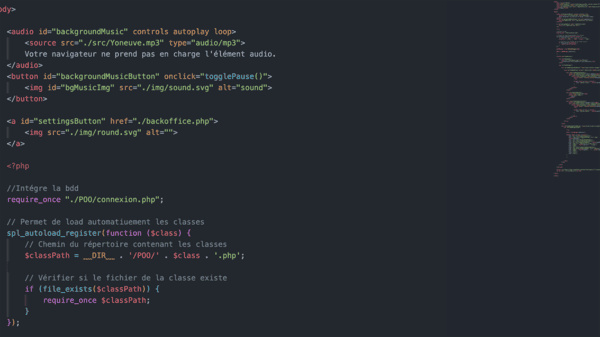 body>
<audio id="backgroundMusic" controls autoplay loop>
<source src="./src/Yoneuve.mp3" type="audio/mp3">
Votre navigateur ne prend pas en charge l'élément audio.
</audio>
<button id="backgroundMusicButton" onclick="togglePause()">
<img id="bgMusicImg" src="./img/sound.svg" alt="sound">
</button>
<a id="settingsButton" href="./backoffice.php">
<img src="./img/round.svg" alt="">
</a>
<?php
//Intégre la bdd
require_once "./POO/connexion.php";
// Permet de load automatiuement les classes
spl_autoload_register(function ($class) {
// Chemin du répertoire contenant les classes
$classPath = __DIR__ . '/POO/' . $class . '.php';
// Vérifier si le fichier de la classe existe
if (file_exists($classPath)) {
require_once $classPath;
}
});